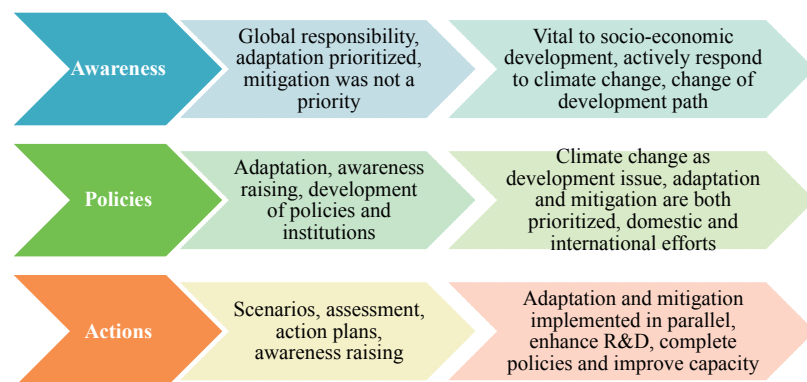 Awareness
Global responsibility,
adaptation prioritized,
mitigation was not a
priority
Vital to socio-economic
development, actively respond
to climate change, change of
development path
Policies
Adaptation, awareness
raising, development
of policies and
institutions
Climate change as
development issue, adaptation
and mitigation are both
prioritized, domestic and
international efforts
Actions
Scenarios, assessment,
action plans,
awareness raising
Adaptation and mitigation
implemented in parallel,
enhance R&D, complete
policies and improve capacity